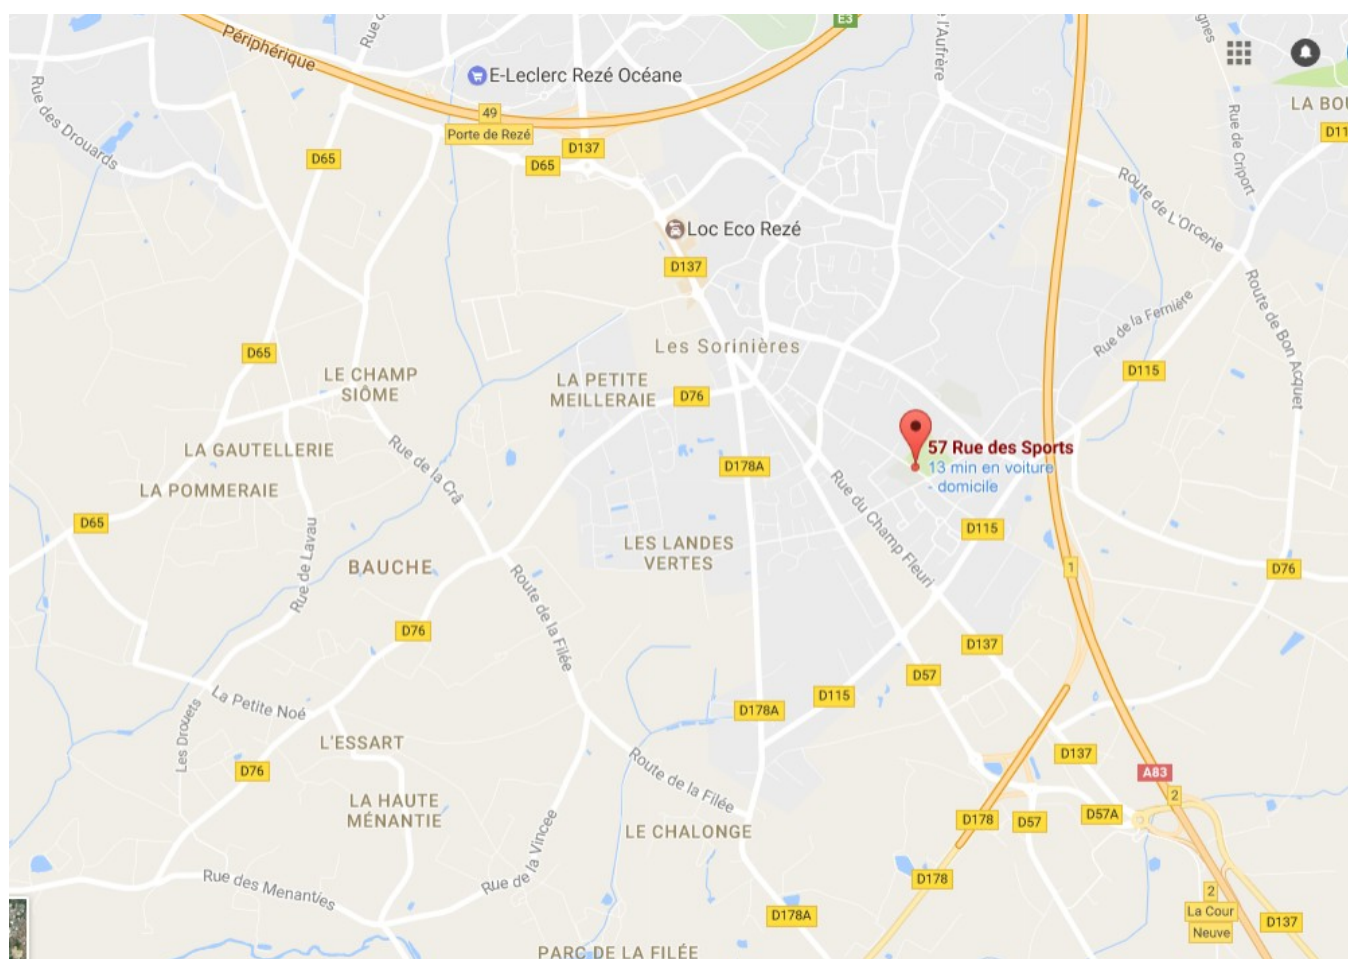 E3
Périphérique
Rue d
l'Aufrère
gnes
E-Leclerc Rezé Océane
49
Porte de Rezé
LA BOU
D11
Rue des Drouards
D65
D65
D137
Rue de Criport
Route de L'Orcerie
Loc Eco Rezé
D137
Route de Bon Acquet
Rue de la Fernière
D65
Les Sorinières
LE CHAMP
SIÔME
LA PETITE
MEILLERAIE
D76
D115
LA GAUTELLERIE
57 Rue des Sports
13 min en voiture
- domicile
Rue de la Crâ
D178A
LA POMMERAIE
Rue du Champ Fleuri
D65
D115
Rue de Lavau
BAUCHE
LES LANDES
VERTES
1
D76
Route de la Filée
D76
D137
D57
La Petite Noé
D115
D178A
Les Drouets
L'ESSART
D137
D76
Route de la Filée
A83
2
LA HAUTE
MÉNANTIE
D57A
D178
D57
LE CHALONGE
Rue de la Vincee
Rue des Menanties
D178
2
La Cour
Neuve
D178A
D137
PARC DE LA FILÉE